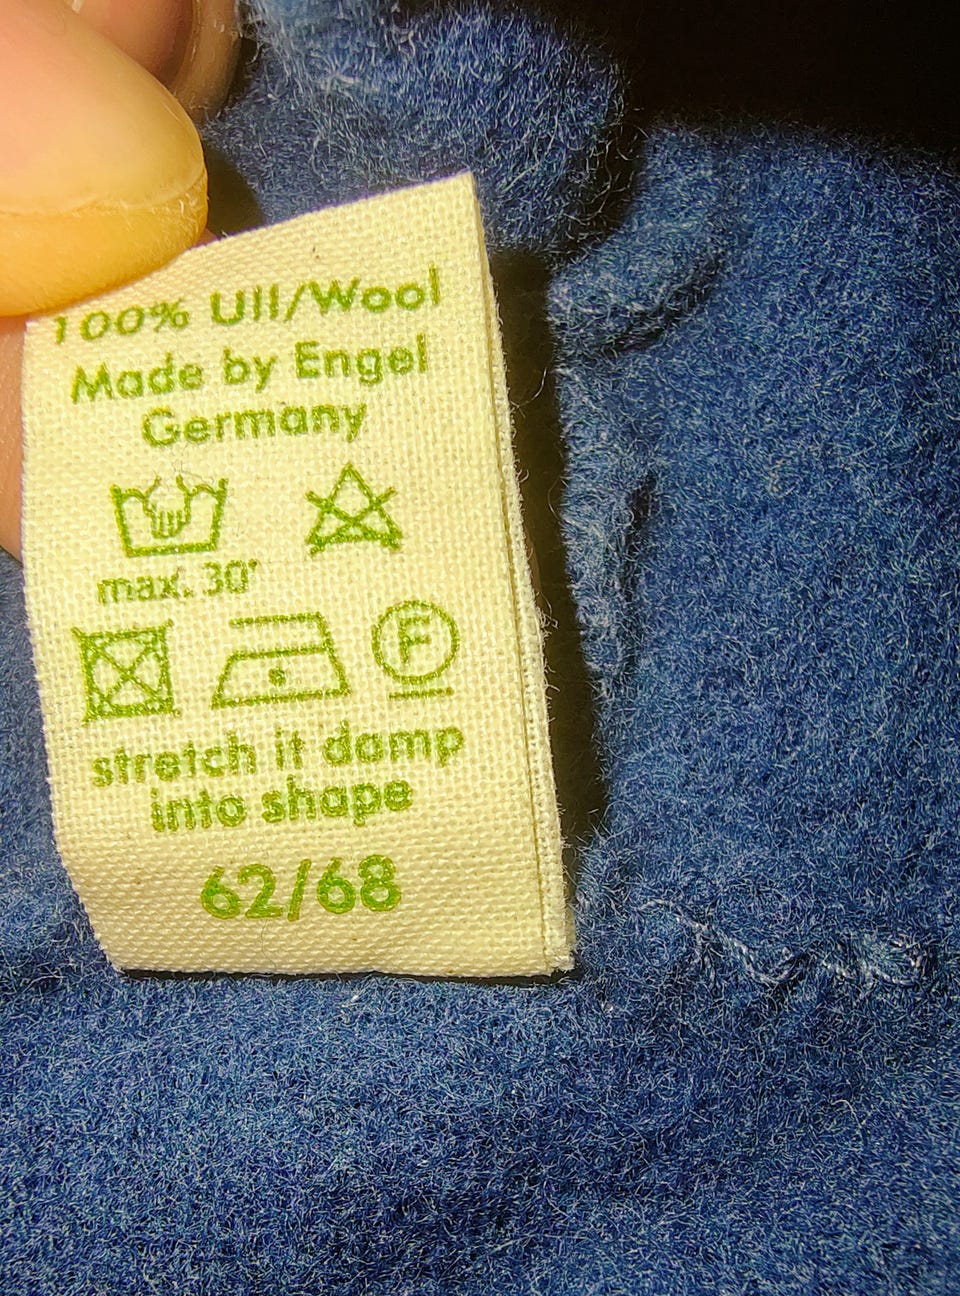 100% Ull/Wool
Made by Engel
Germany
max. 30°
F
stretch it damp
into shape
62/68